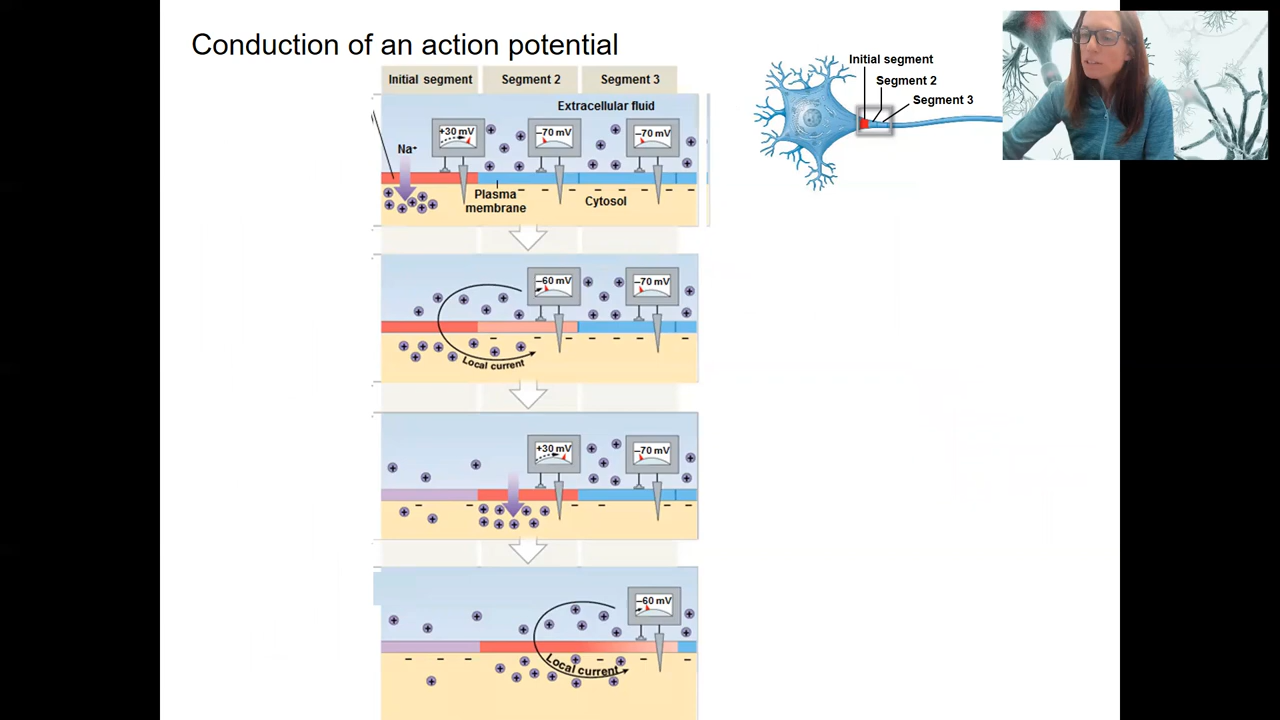 Conduction of an action potential
Initial segment
Segment 2
Segment 3
Extracellular fluid
+30 mV
–70 mV
–70 mV
Na+
Plasma
membrane
Cytosol
Initial segment
Segment 2
Segment 3
–60 mV
–70 mV
Local current
+30 mV
–70 mV
–60 mV
Local current